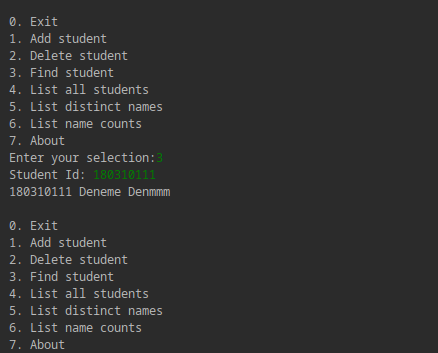 0. Exit
1. Add student
2. Delete student
3. Find student
4. List all students
5. List distinct names
6. List name counts
7. About
Enter your selection:3
Student Id: 180310111
180310111 Deneme Denmmm
0. Exit
1. Add student
2. Delete student
3. Find student
4. List all students
5. List distinct names
6. List name counts
7. About